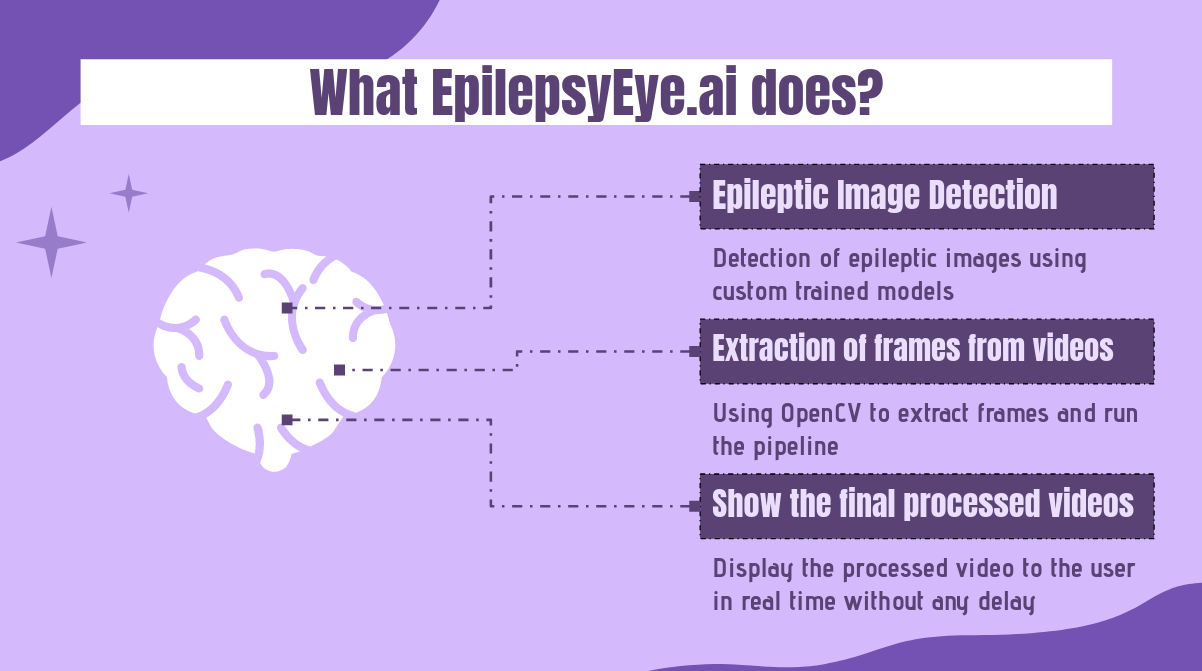 What EpilepsyEye.ai does?
Epileptic Image Detection
Detection of epileptic images using
custom trained models
Extraction of frames from videos
Using OpenCV to extract frames and run
the pipeline
Show the final processed videos
Display the processed video to the user
in real time without any delay